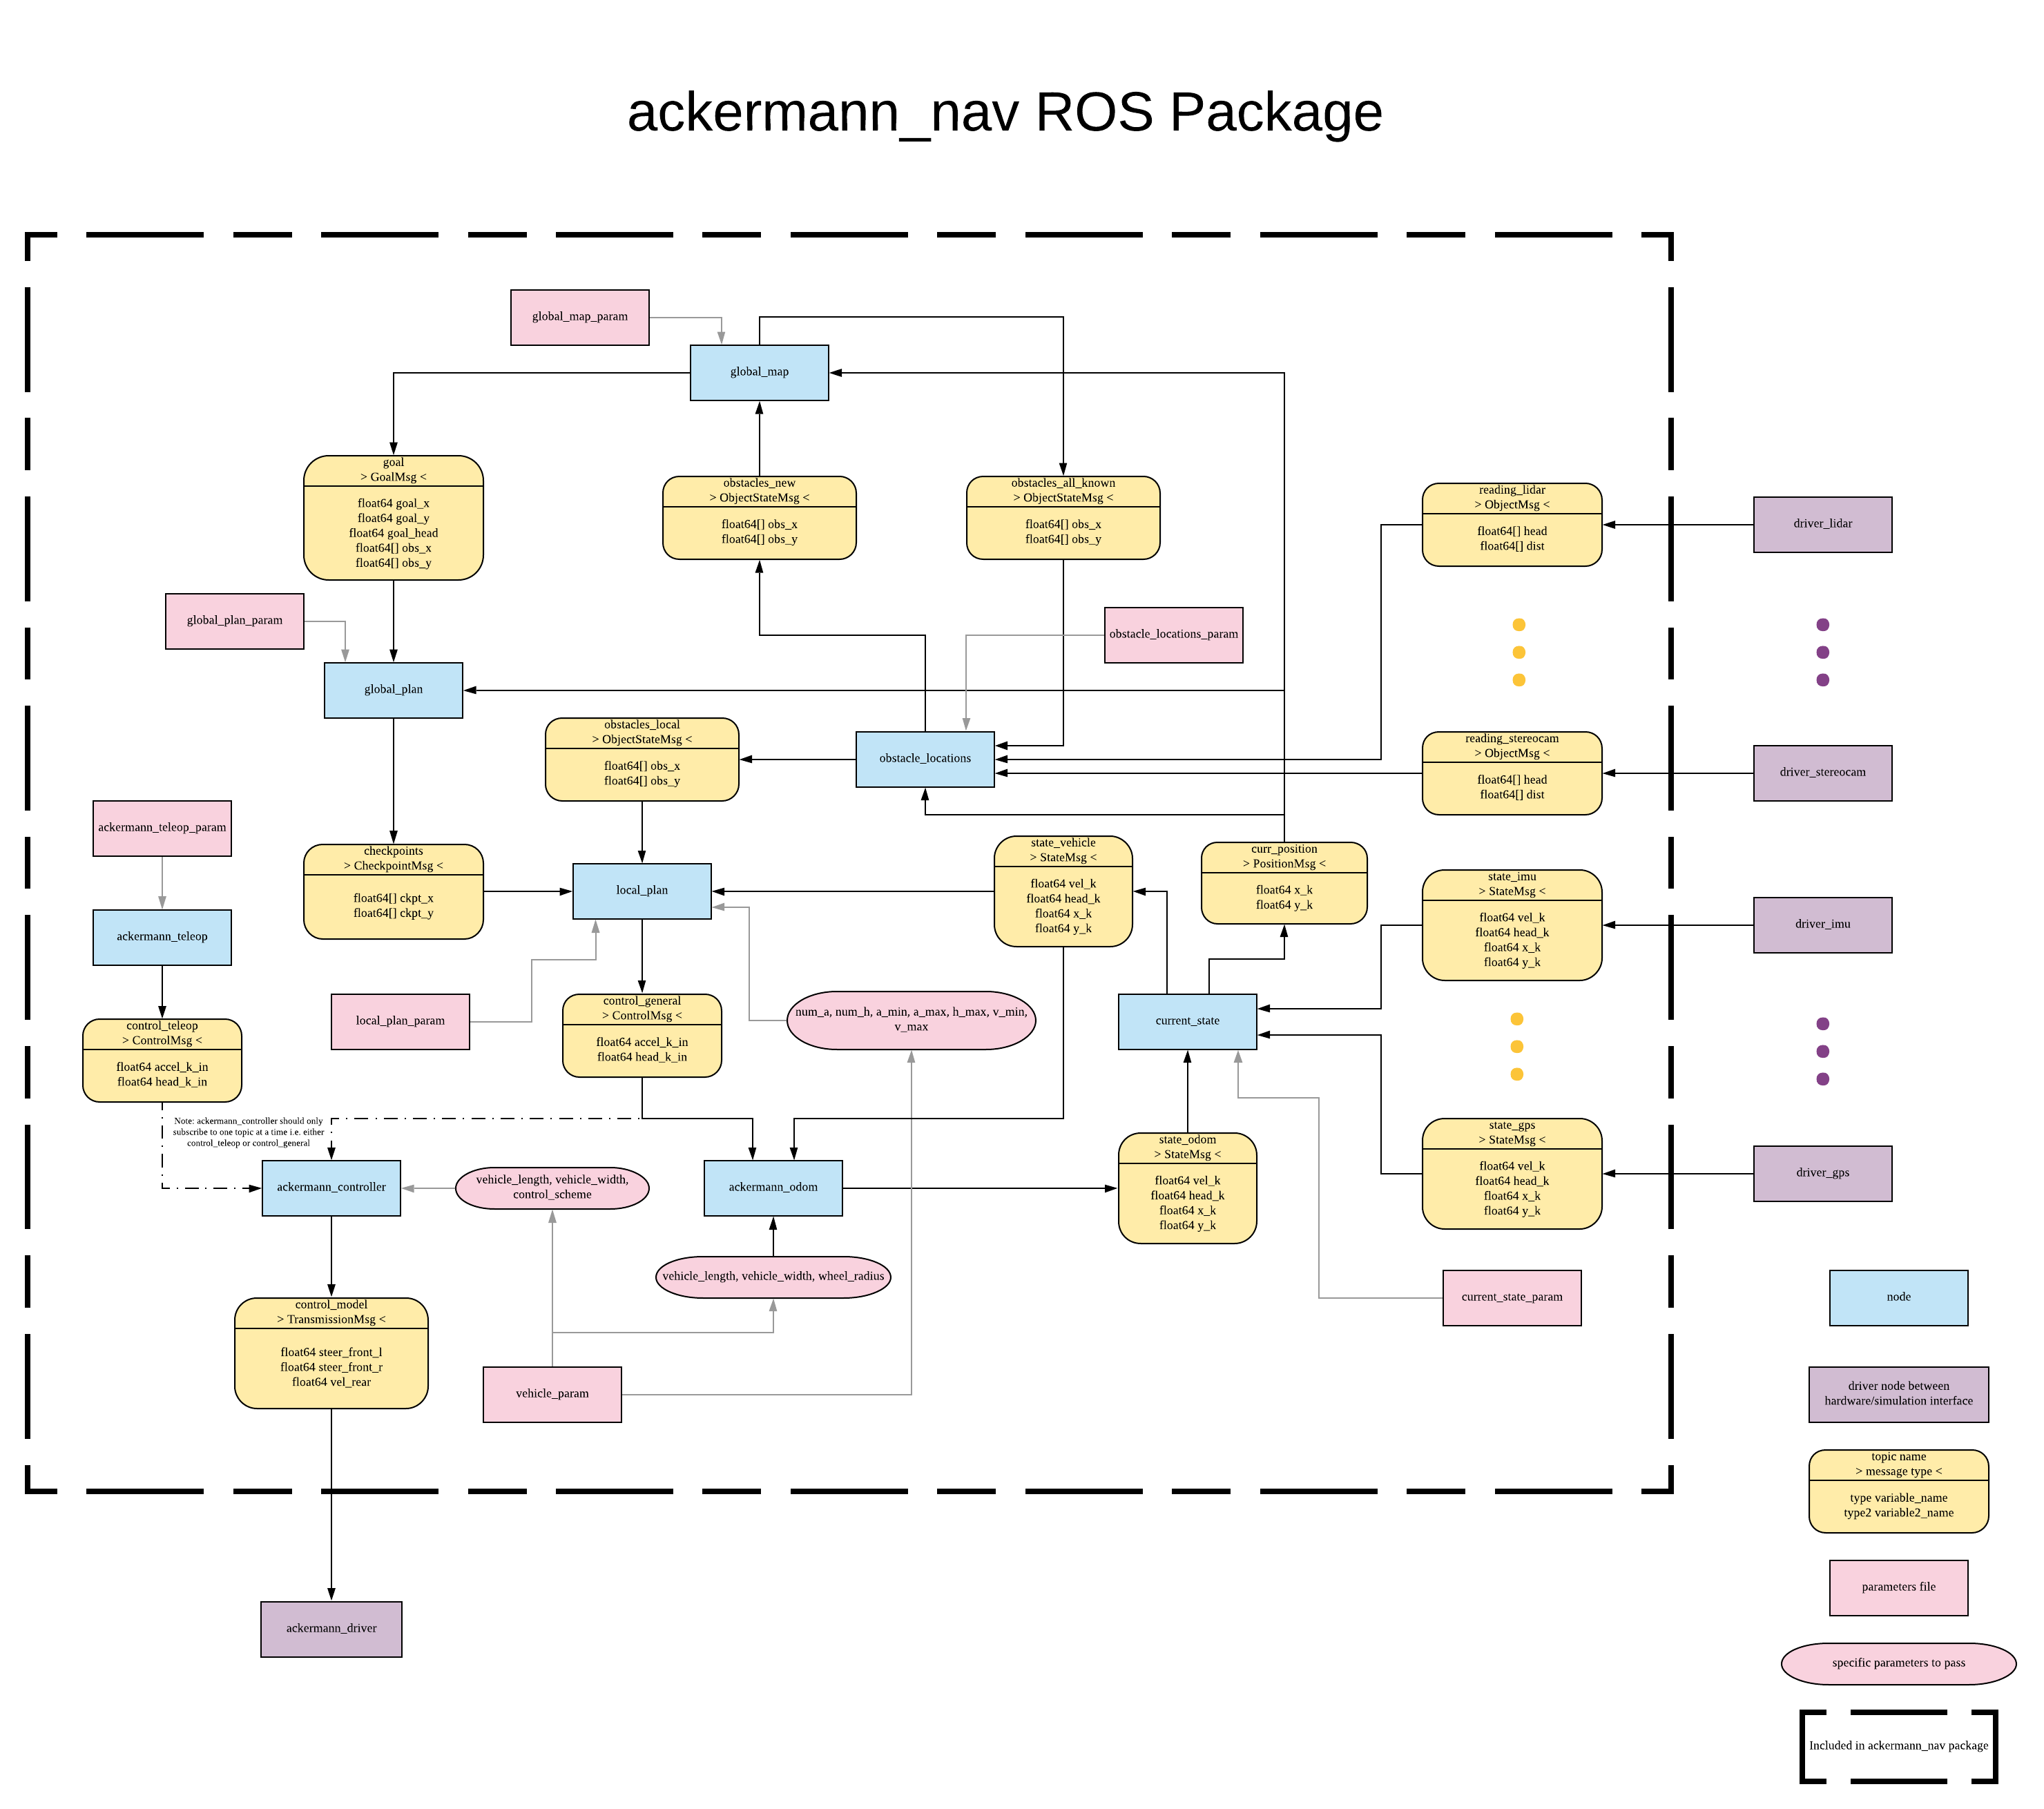 ackermann_nav ROS Package
global_map_param
global_map
goal
> GoalMsg <
float64 goal_x
float64 goal_y
float64 goal_head
float64[] obs_x
float64[] obs_y
obstacles_new
> ObjectStateMsg <
float64[] obs_x
float64[] obs_y
obstacles_all_known
> ObjectStateMsg <
float64[] obs_x
float64[] obs_y
reading_lidar
> ObjectMsg <
float64[] head
float64[] dist
driver_lidar
global_plan_param
obstacle_locations_param
global_plan
obstacles_local
> ObjectStateMsg <
float64[] obs_x
float64[] obs_y
obstacle_locations
reading_stereocam
> ObjectMsg <
float64[] head
float64[] dist
driver_stereocam
ackermann_teleop_param
checkpoints
> CheckpointMsg <
float64[] ckpt_x
float64[] ckpt_y
local_plan
state_vehicle
> StateMsg <
float64 vel_k
float64 head_k
float64 x_k
float64 y_k
curr_position
> PositionMsg <
float64 x_k
float64 y_k
state_imu
> StateMsg <
float64 vel_k
float64 head_k
float64 x_k
float64 y_k
driver_imu
ackermann_teleop
local_plan_param
control_general
> ControlMsg <
float64 accel_k_in
float64 head_k_in
num_a, num_h, a_min, a_max, h_max, v_min,
v_max
current_state
control_teleop
> ControlMsg <
float64 accel_k_in
float64 head_k_in
Note: ackermann_controller should only
subscribe to one topic at a time i.e. either
control_teleop or control_general
ackermann_controller
vehicle_length, vehicle_width,
control_scheme
ackermann_odom
state_odom
> StateMsg <
float64 vel_k
float64 head_k
float64 x_k
float64 y_k
state_gps
> StateMsg <
float64 vel_k
float64 head_k
float64 x_k
float64 y_k
driver_gps
vehicle_length, vehicle_width, wheel_radius
current_state_param
node
control_model
> TransmissionMsg <
float64 steer_front_l
float64 steer_front_r
float64 vel_rear
vehicle_param
driver node between
hardware/simulation interface
topic name
> message type <
type variable_name
type2 variable2_name
parameters file
ackermann_driver
specific parameters to pass
Included in ackermann_nav package